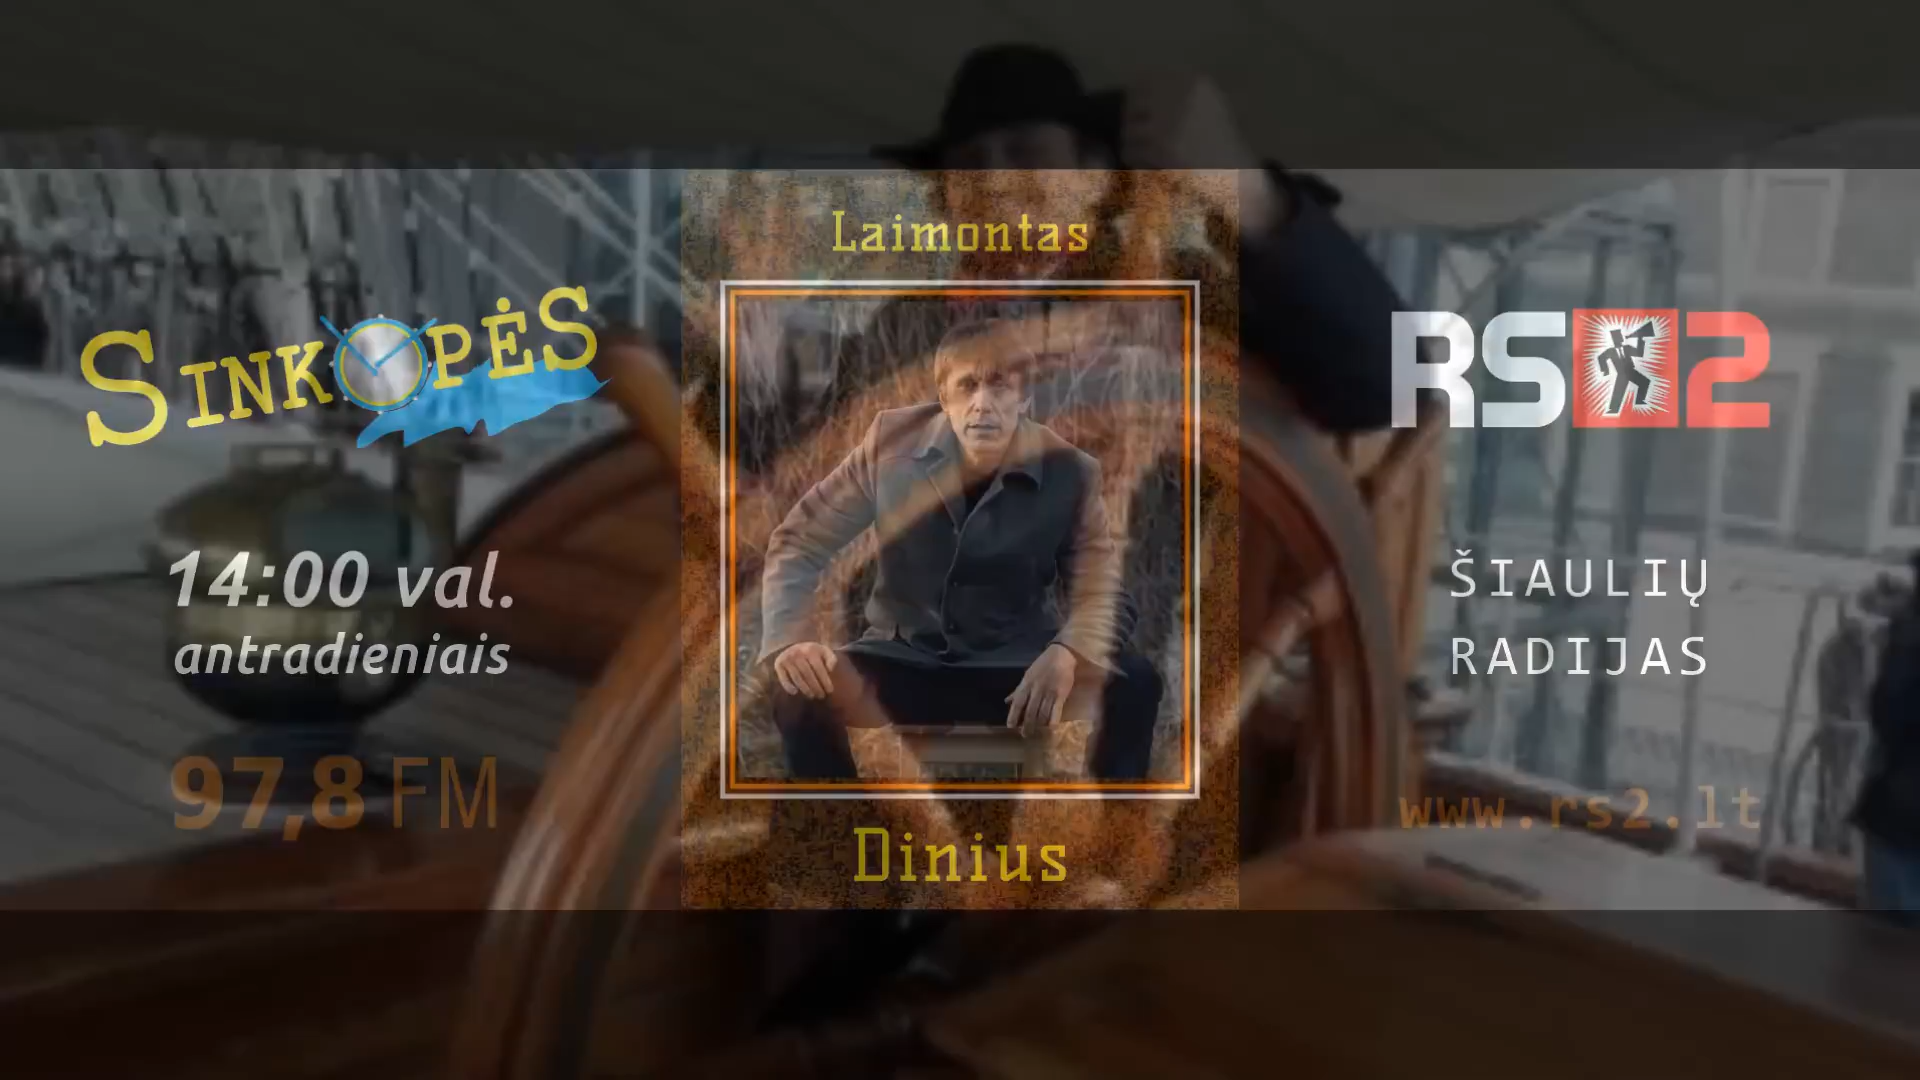 SINKOPĖS
14:00 val.
antradieniais
97,8 FM
Laimontas
Dinius
RS2
ŠIAULIŲ
RADIJAS
www.rs2.lt